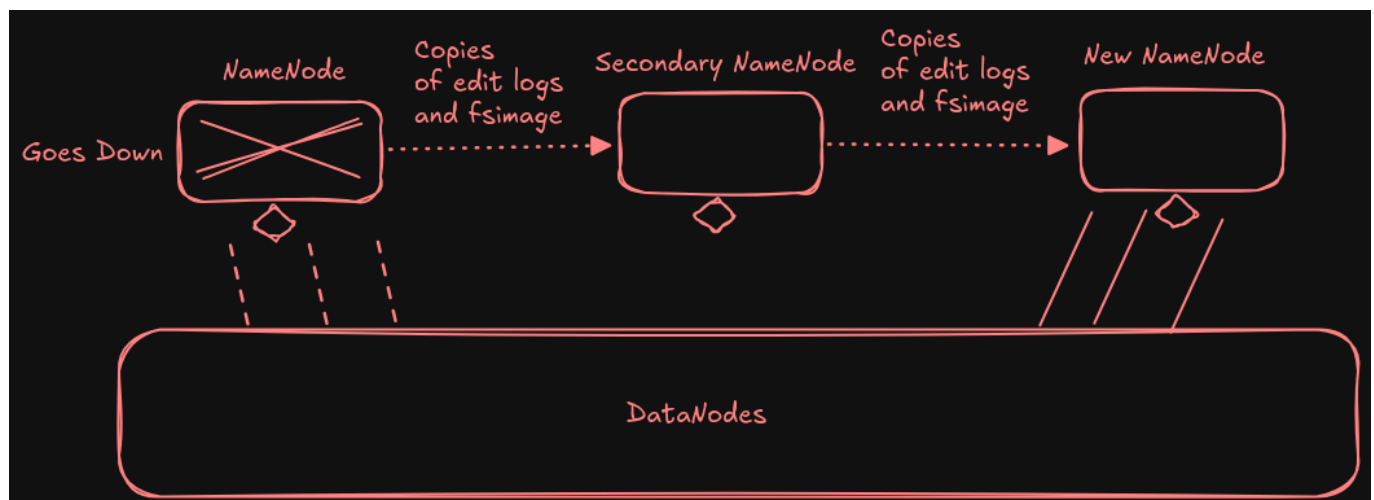 NameNode
Copies
of edit logs
and fsimage
Secondary NameNode
Copies
of edit logs
and fsimage
New NameNode
Goes Down
DataNodes